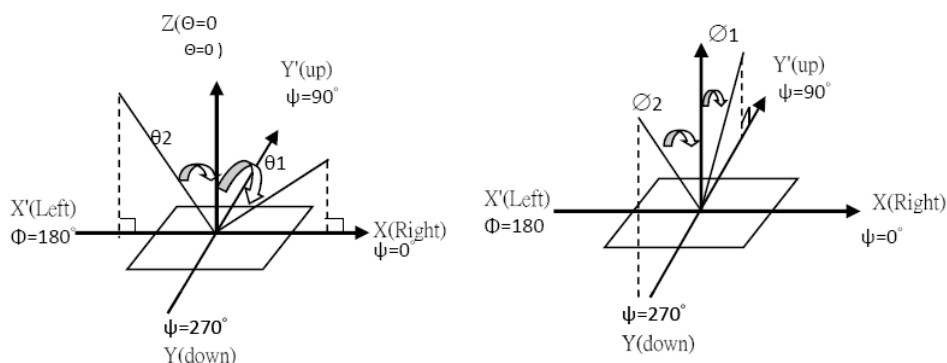 Z(Θ=0
Θ=0 )
Y'(up)
ψ=90°
θ2
θ1
X'(Left)
Φ=180°
X(Right)
ψ=0°
ψ=270°
Y(down)
∅1
Y'(up)
ψ=90°
∅2
X'(Left)
Φ=180
X(Right)
ψ=0°
ψ=270°
Y(down)